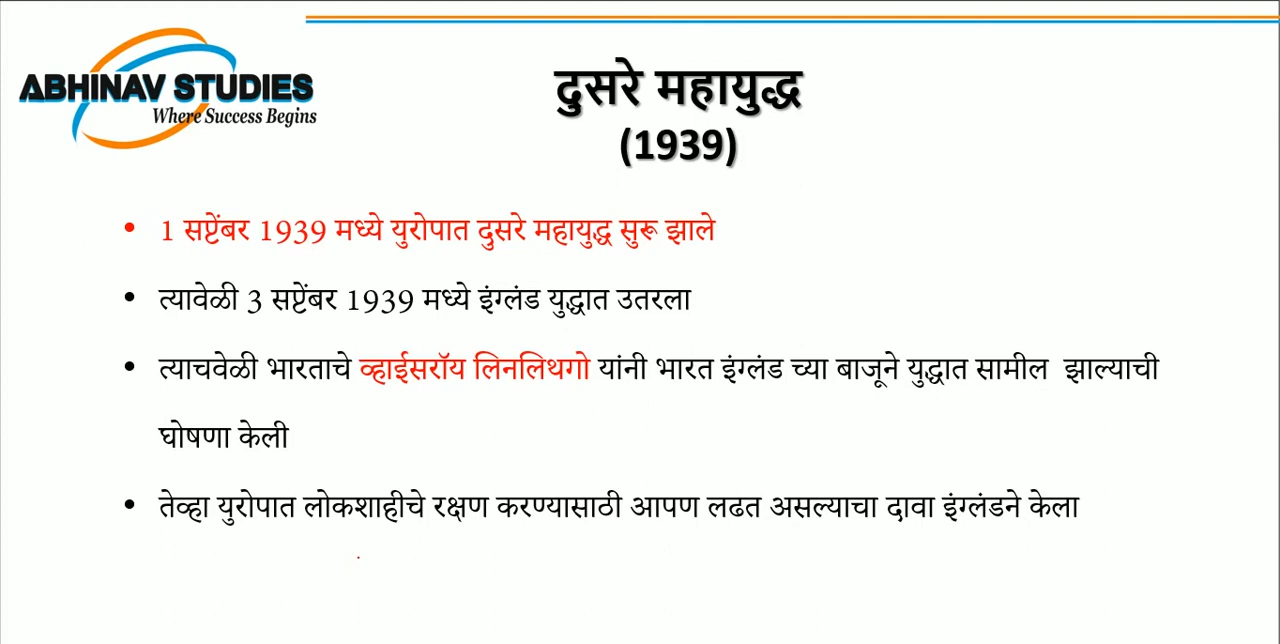 ABHINAV STUDIES
Where Success Begins
दुसरे महायुद्ध
(1939)
• 1 सप्टेंबर 1939 मध्ये युरोपात दुसरे महायुद्ध सुरू झाले
• त्यावेळी 3 सप्टेंबर 1939 मध्ये इंग्लंड युद्धात उतरला
• त्याचवेळी भारताचे व्हाईसरॉय लिनलिथगो यांनी भारत इंग्लंड च्या बाजूने युद्धात सामील झाल्याची
घोषणा केली
• तेव्हा युरोपात लोकशाहीचे रक्षण करण्यासाठी आपण लढत असल्याचा दावा इंग्लंडने केला